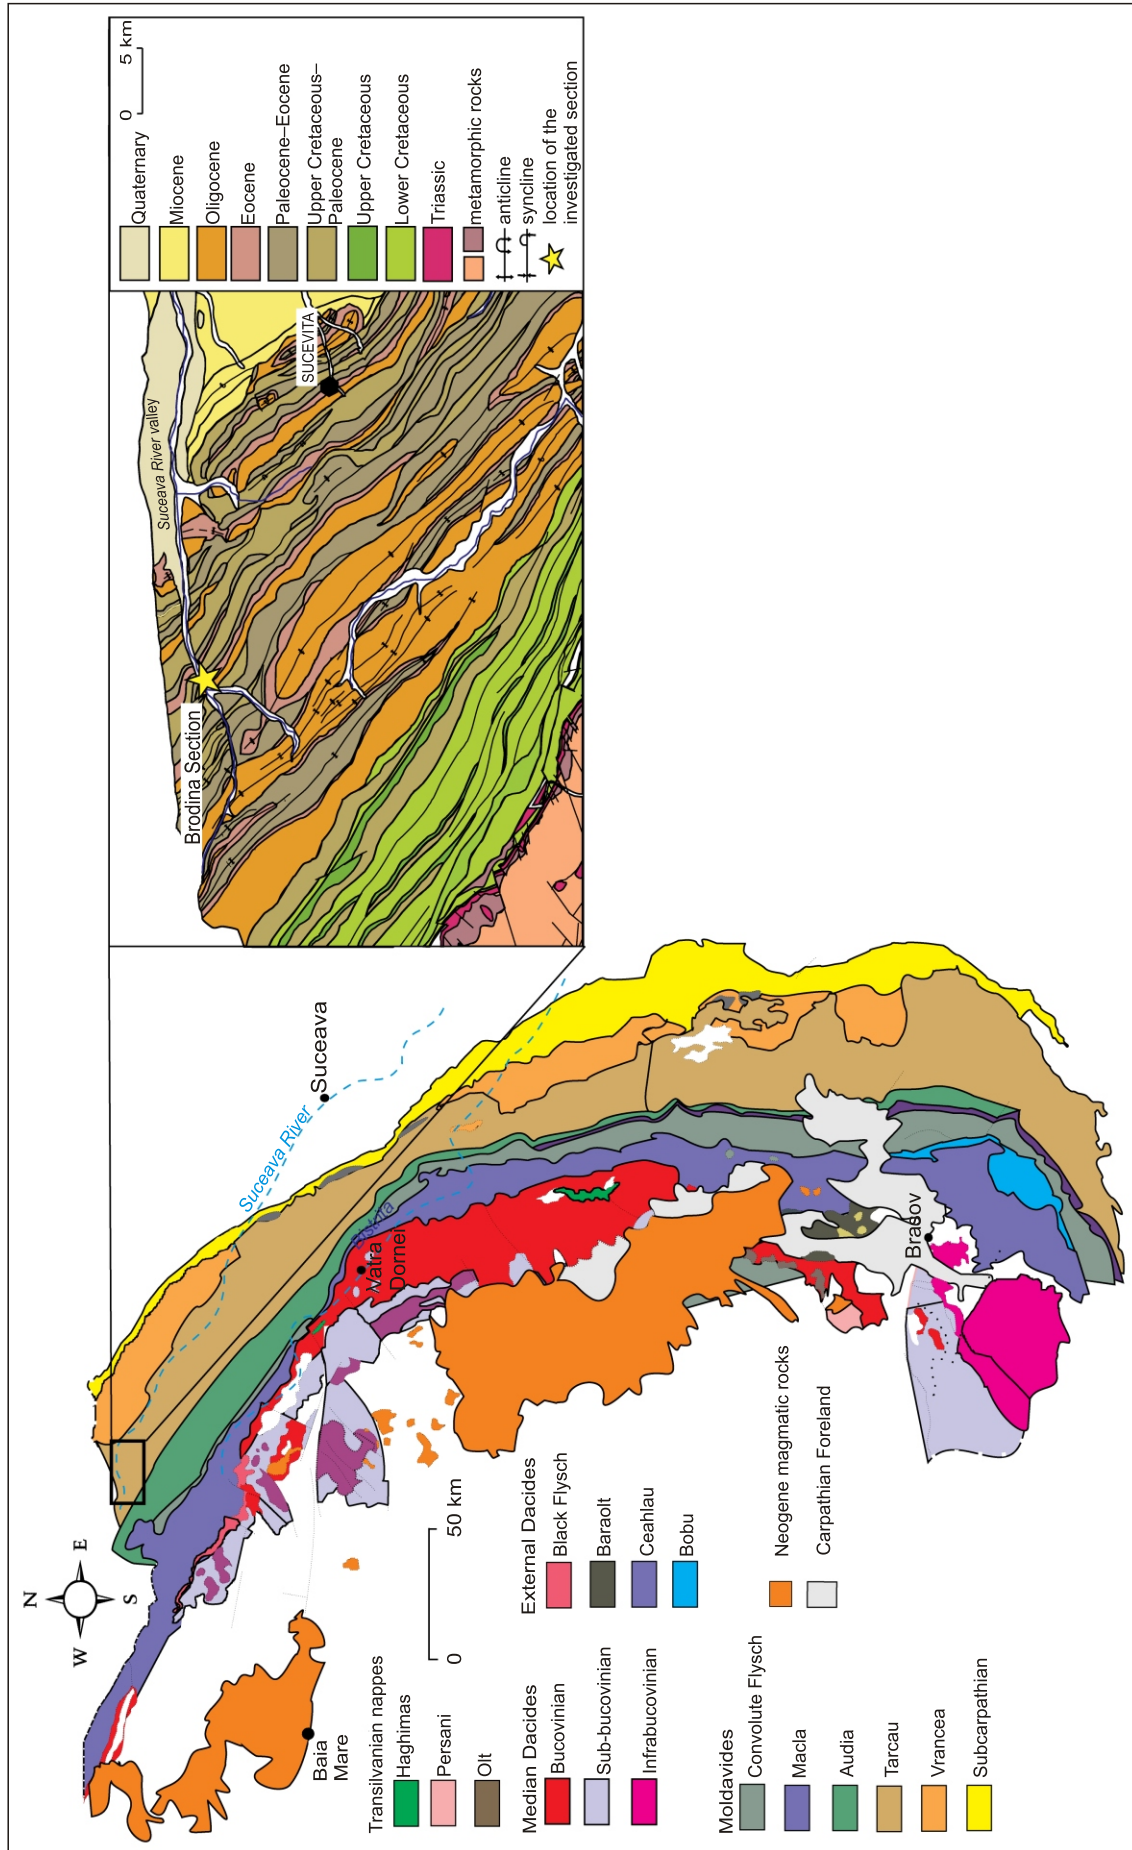 N
W
E
S
Baia
Mare
Vatra
Dornei
Bistrita
Suceava River
Suceava
Brasov
0
50 km
Transilvanian nappes
Haghimas
Persani
Olt
Median Dacides
Bucovinian
Sub-bucovinian
Infrabucovinian
External Dacides
Black Flysch
Baraolt
Ceahlau
Bobu
Moldavides
Convolute Flysch
Macla
Audia
Tarcau
Vrancea
Subcarpathian
Neogene magmatic rocks
Carpathian Foreland
Brodina Section
Suceava River valley
SUCEVITA
0
5 km
Quaternary
Miocene
Oligocene
Eocene
Paleocene–Eocene
Upper Cretaceous–
Paleocene
Upper Cretaceous
Lower Cretaceous
Triassic
metamorphic rocks
anticline
syncline
location of the
investigated section